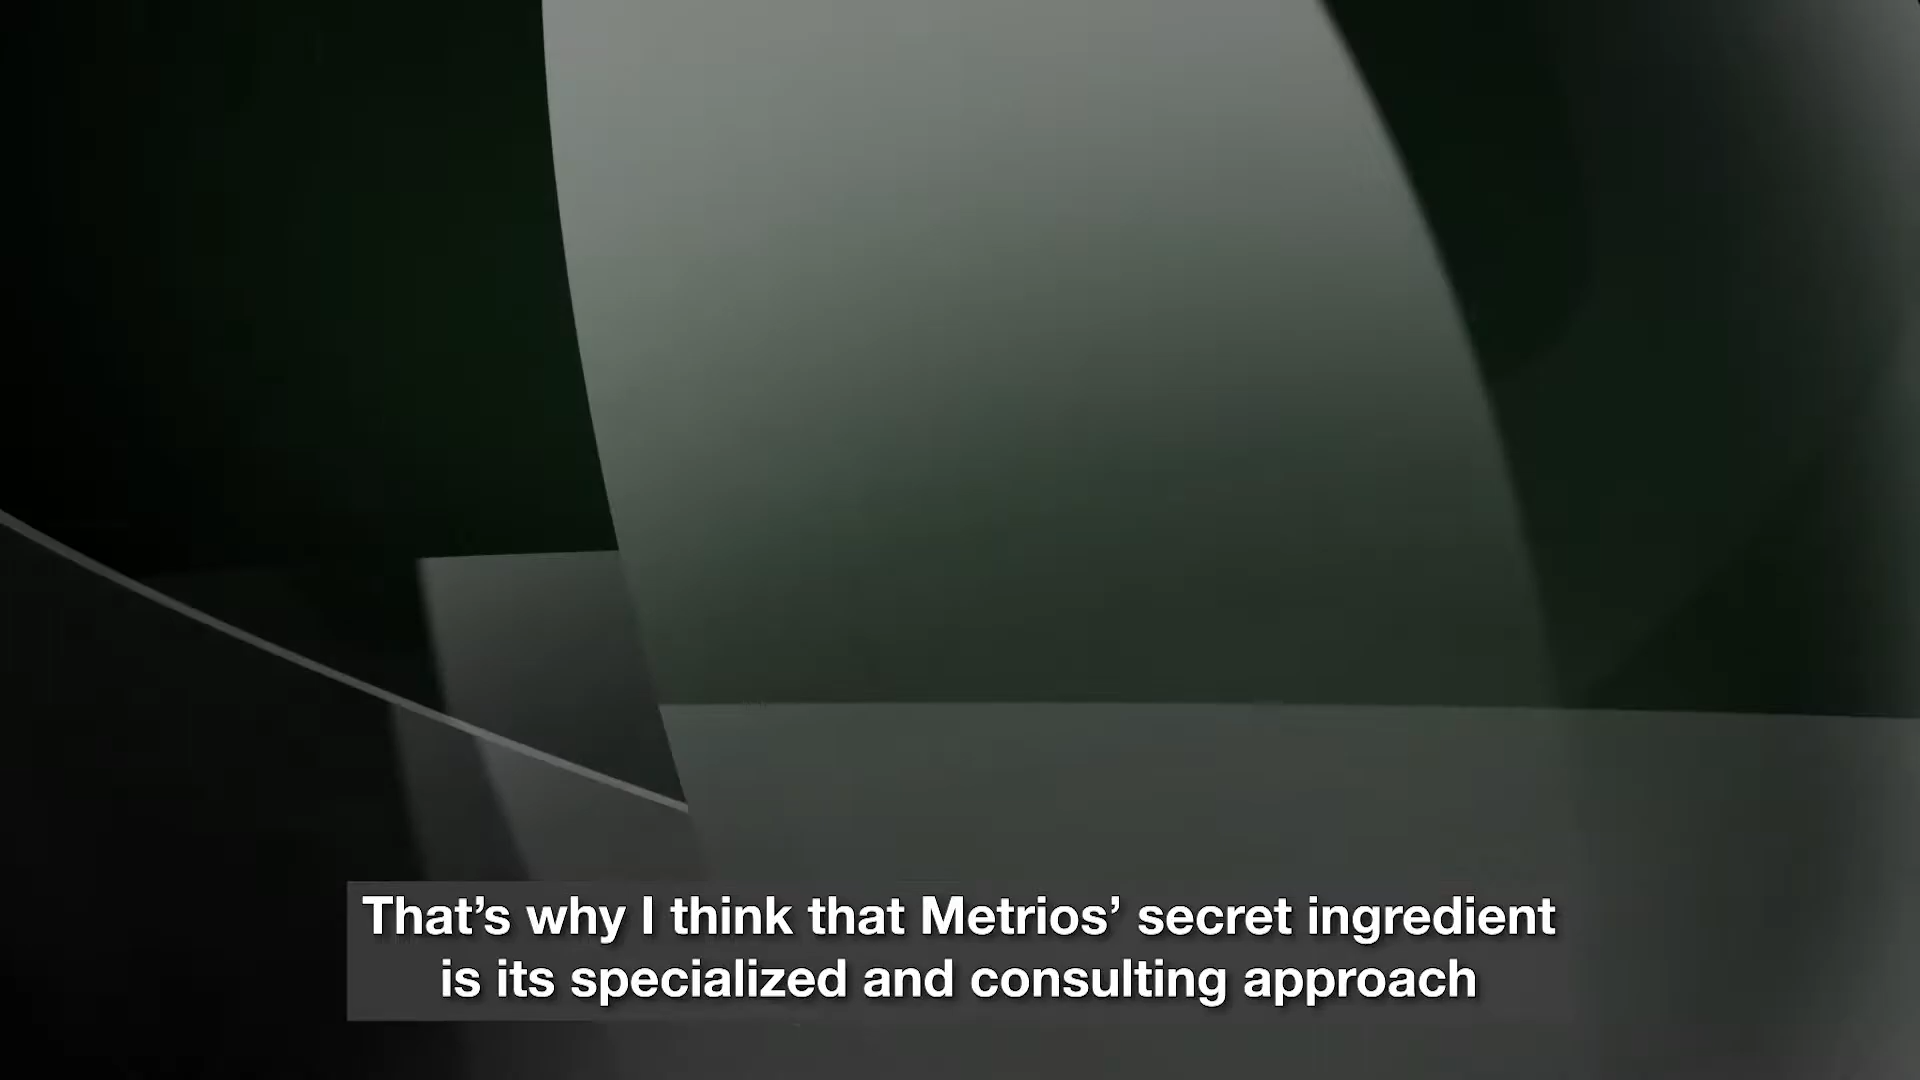 That’s why I think that Metrios’ secret ingredient
is its specialized and consulting approach